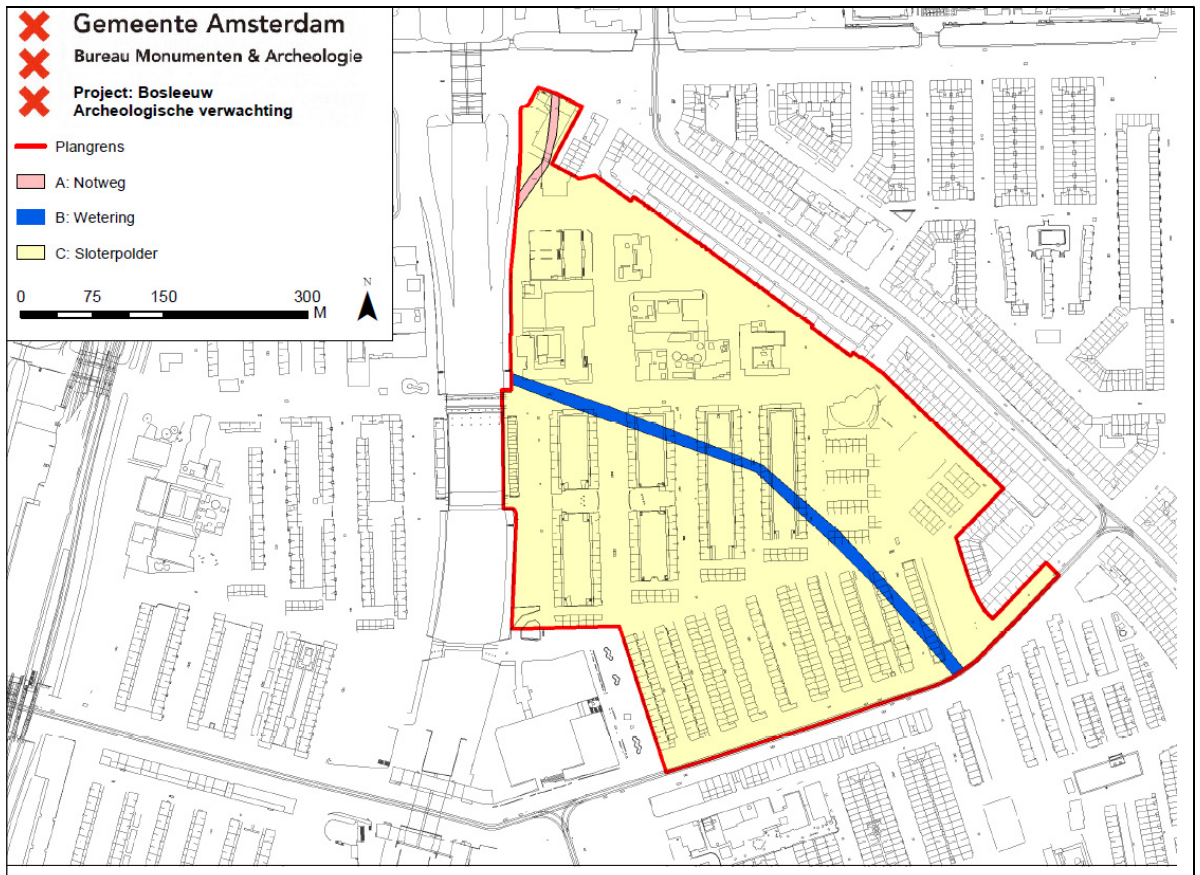 Gemeente Amsterdam
Bureau Monumenten & Archeologie
Project: Bosleeuw
Archeologische verwachting
Plangrens
A: Notweg
B: Wetering
C: Sloterpolder
N
0 75 150 300
M